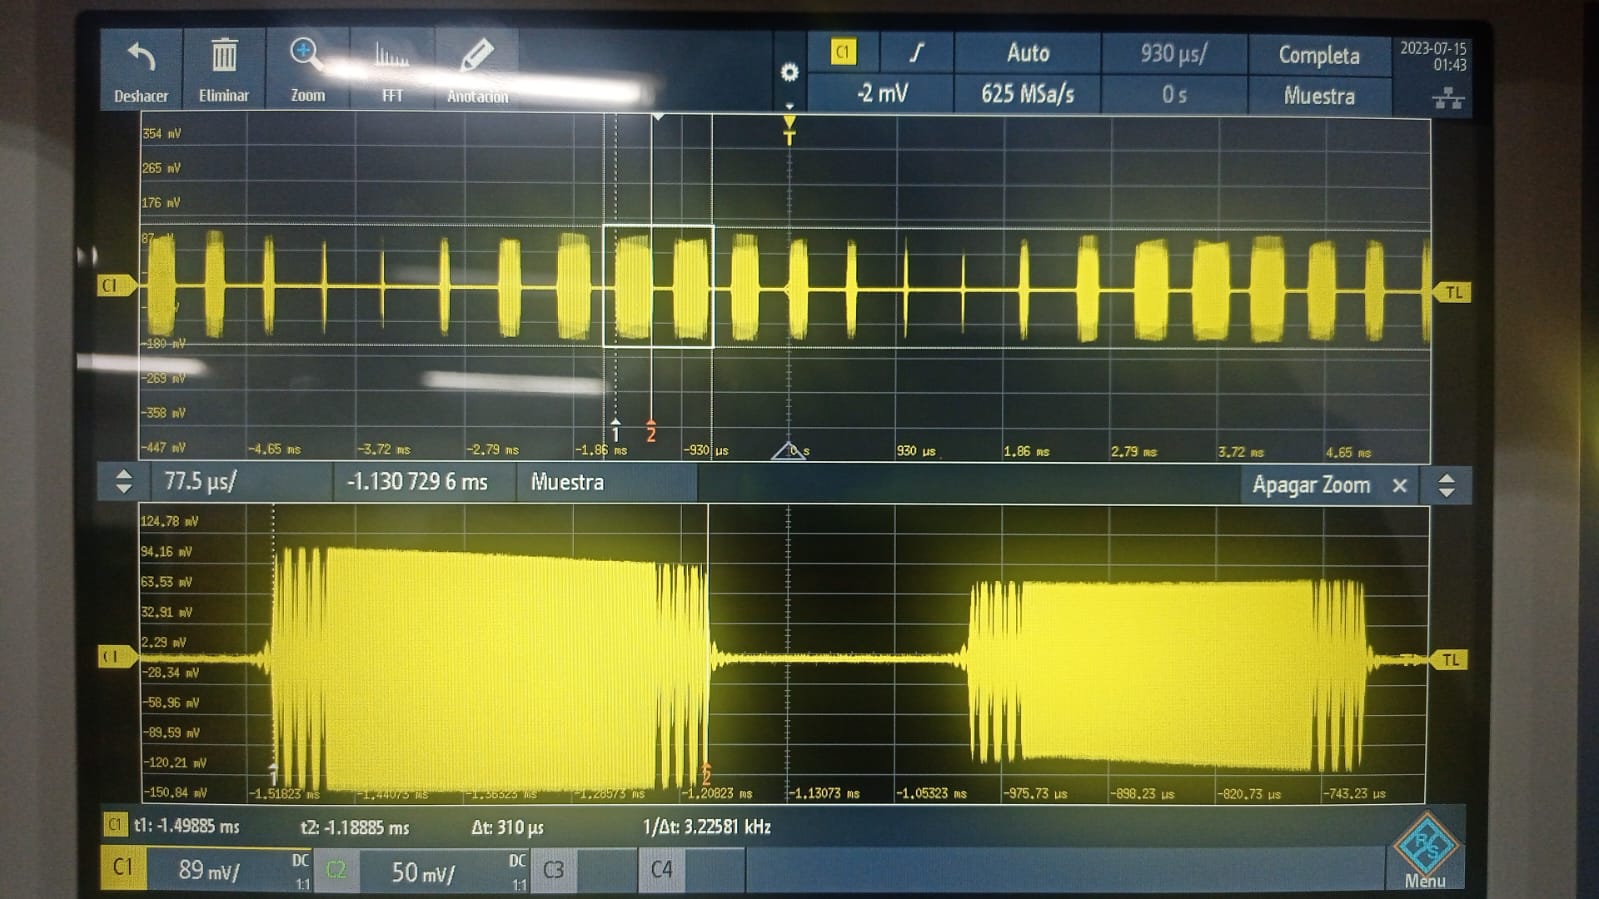 C1 Auto 930 µs/ Completa 2023-07-15
01:43
Deshacer Eliminar Zoom FFT Anotación -2 mV 625 MSa/s 0 s Muestra
T
354 mV
265 mV
176 mV
87
C1 TL
-180 mV
-269 mV
-358 mV
1 2
-447 mV -4.65 ms -3.72 ms -2.79 ms -1.86 ms -930 µs 0 s 930 µs 1.86 ms 2.79 ms 3.72 ms 4.65 ms
77.5 µs/ -1.130 729 6 ms Muestra Apagar Zoom ×
124.78 mV
94.16 mV
63.53 mV
32.91 mV
2.29 mV
C1 TL
-28.34 mV
-58.96 mV
-89.59 mV
-120.21 mV
1 2
-150.84 mV -1.51823 ms -1.44073 ms -1.36323 ms -1.28573 ms -1.20823 ms -1.13073 ms -1.05323 ms -975.73 µs -898.23 µs -820.73 µs -743.23 µs
C1 t1: -1.49885 ms t2: -1.18885 ms Δt: 310 µs 1/Δt: 3.22581 kHz
C1 89 mV/ DC 1:1 C2 50 mV/ DC 1:1 C3 C4 R&S
Menu